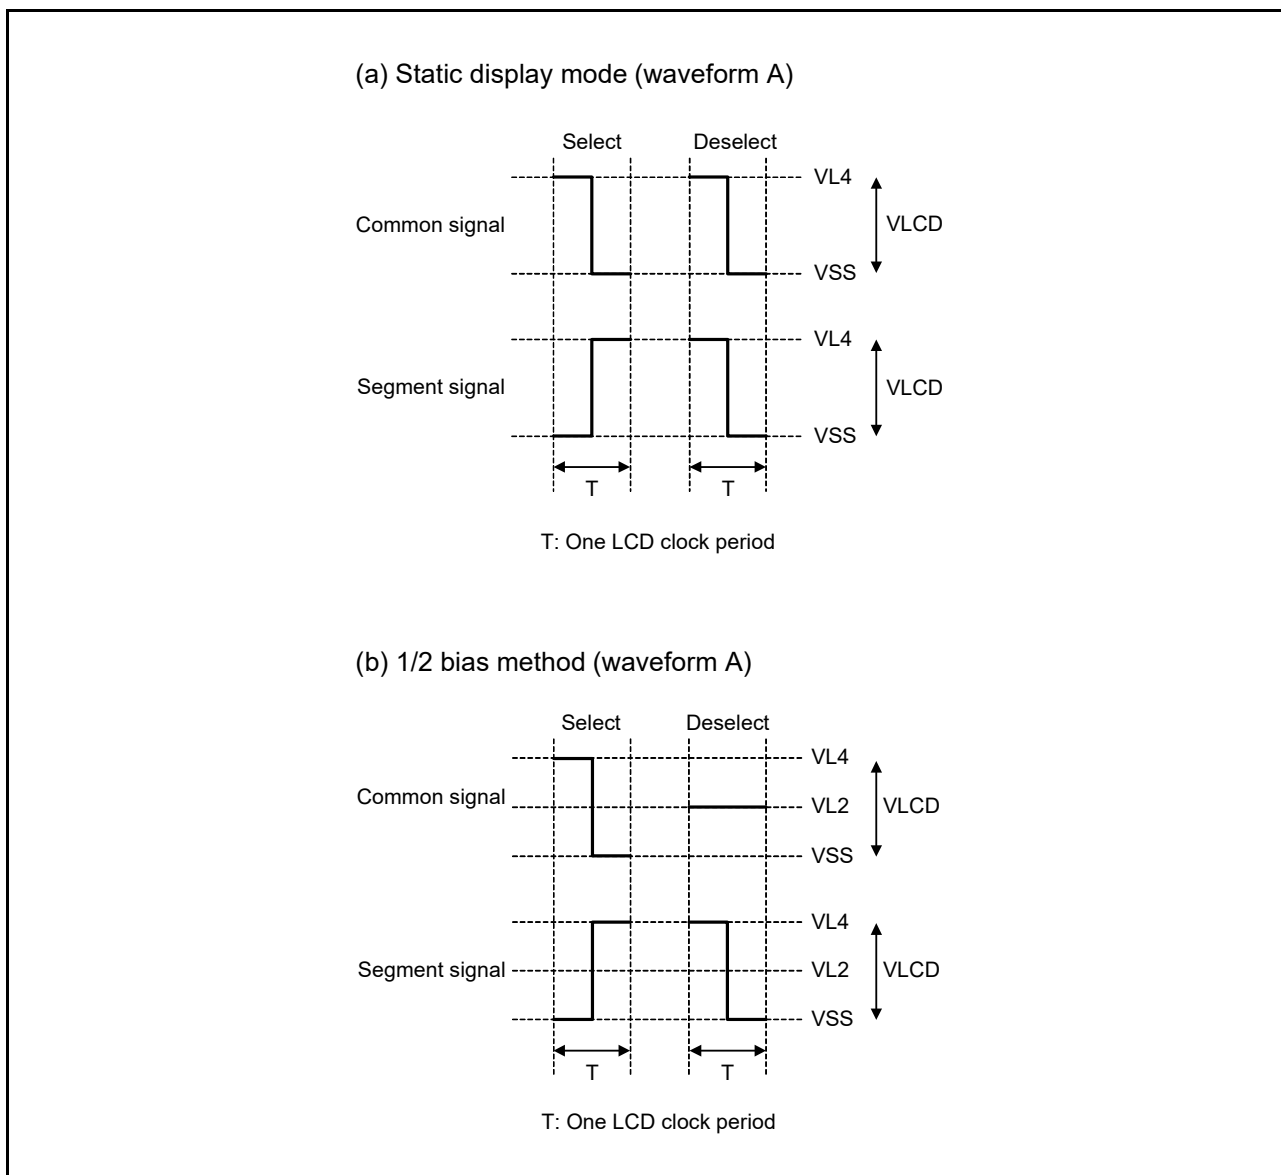 (a) Static display mode (waveform A)
Select Deselect
VL4
Common signal VLCD
VSS
VL4
Segment signal VLCD
VSS
T T
T: One LCD clock period
(b) 1/2 bias method (waveform A)
Select Deselect
VL4
Common signal VL2 VLCD
VSS
VL4
Segment signal VL2 VLCD
VSS
T T
T: One LCD clock period